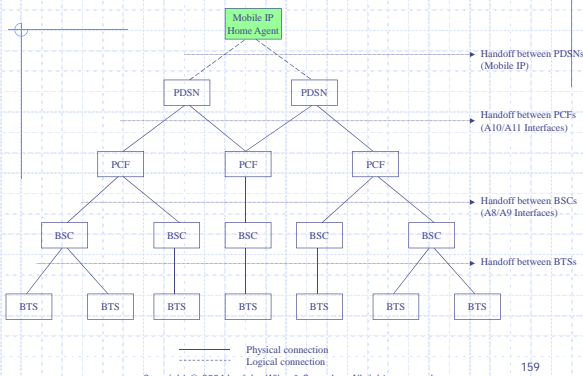 Mobile IP
Home Agent
Handoff between PDSNs
(Mobile IP)
PDSN
PDSN
Handoff between PCFs
(A10/A11 Interfaces)
PCF
PCF
PCF
Handoff between BSCs
(A8/A9 Interfaces)
BSC
BSC
BSC
BSC
BSC
Handoff between BTSs
BTS
BTS
BTS
BTS
BTS
BTS
BTS
Physical connection
Logical connection
159